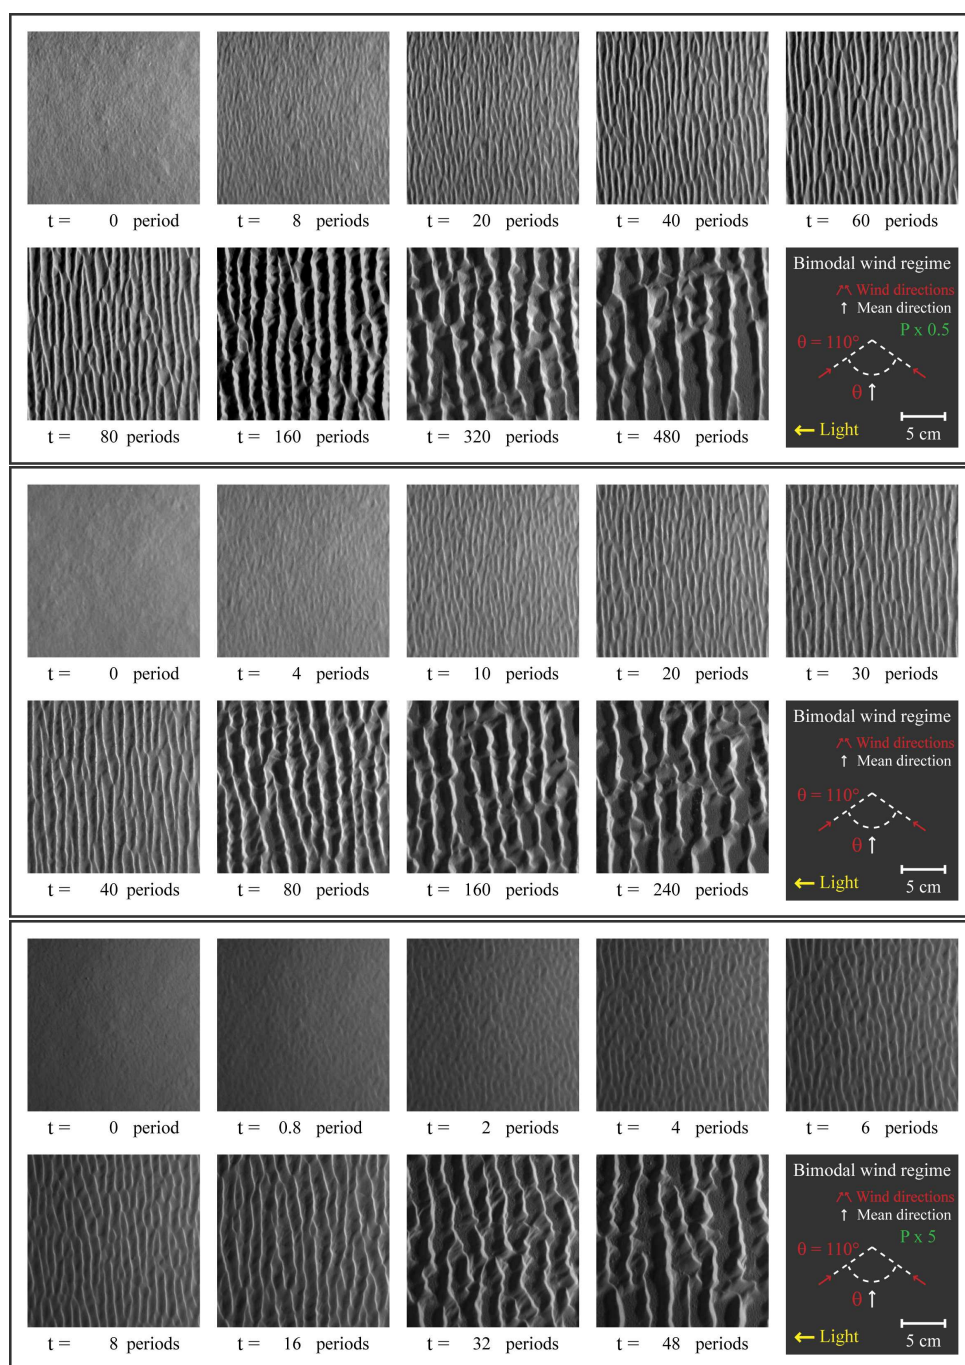 t = 0 period
t = 8 periods
t = 20 periods
t = 40 periods
t = 60 periods
t = 80 periods
t = 160 periods
t = 320 periods
t = 480 periods
Bimodal wind regime
Wind directions
↑ Mean direction
P x 0.5
θ = 110°
θ
← Light
5 cm
t = 0 period
t = 4 periods
t = 10 periods
t = 20 periods
t = 30 periods
t = 40 periods
t = 80 periods
t = 160 periods
t = 240 periods
Bimodal wind regime
Wind directions
↑ Mean direction
θ = 110°
θ
← Light
5 cm
t = 0 period
t = 0.8 period
t = 2 periods
t = 4 periods
t = 6 periods
t = 8 periods
t = 16 periods
t = 32 periods
t = 48 periods
Bimodal wind regime
Wind directions
↑ Mean direction
P x 5
θ = 110°
θ
← Light
5 cm